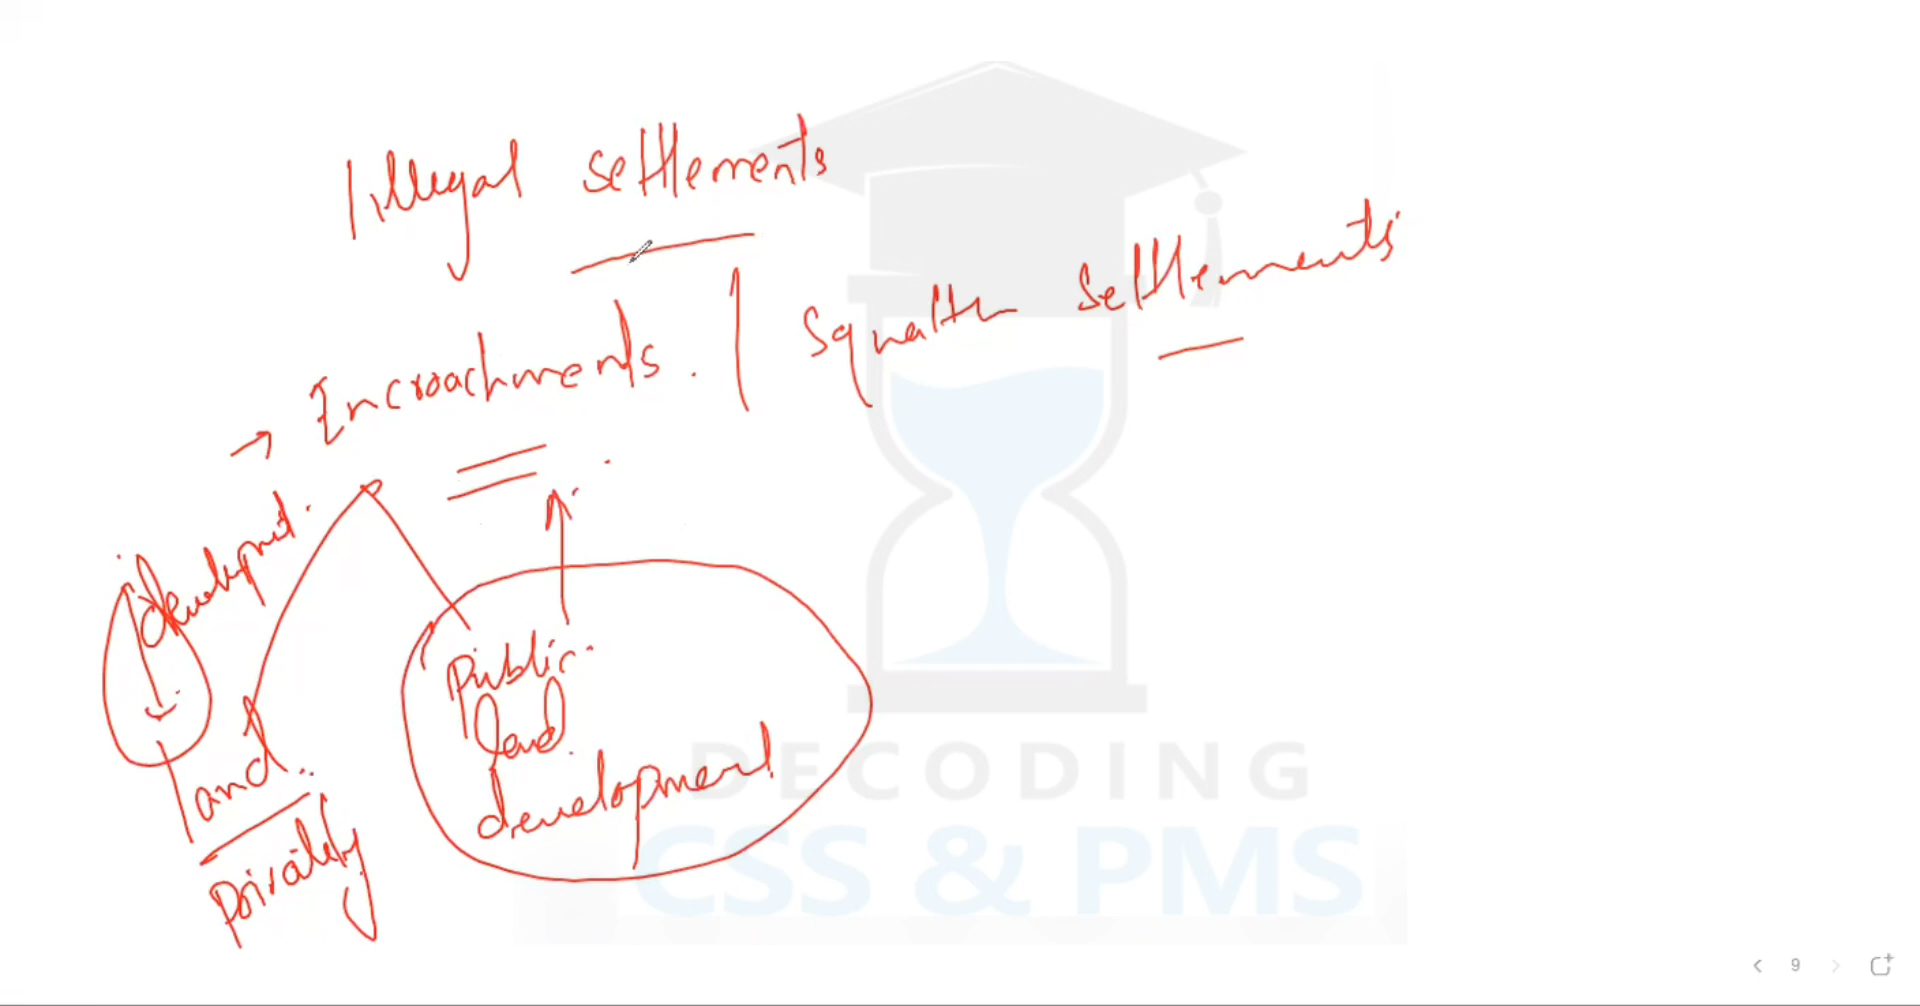 Illegal settlements
→ Encroachments. | Squatter settlements
development.
land..
privately
Public
land
development
DECODING
CSS & PMS
9